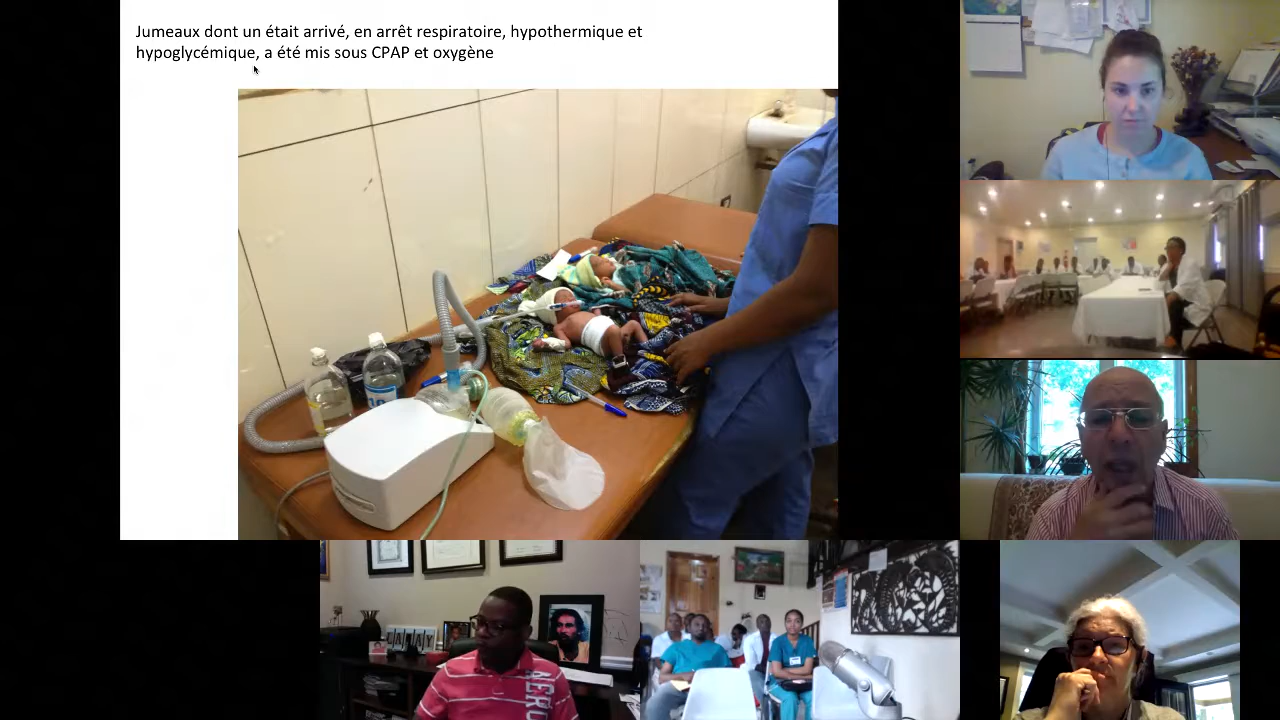 Jumeaux dont un était arrivé, en arrêt respiratoire, hypothermique et
hypoglycémique, a été mis sous CPAP et oxygène